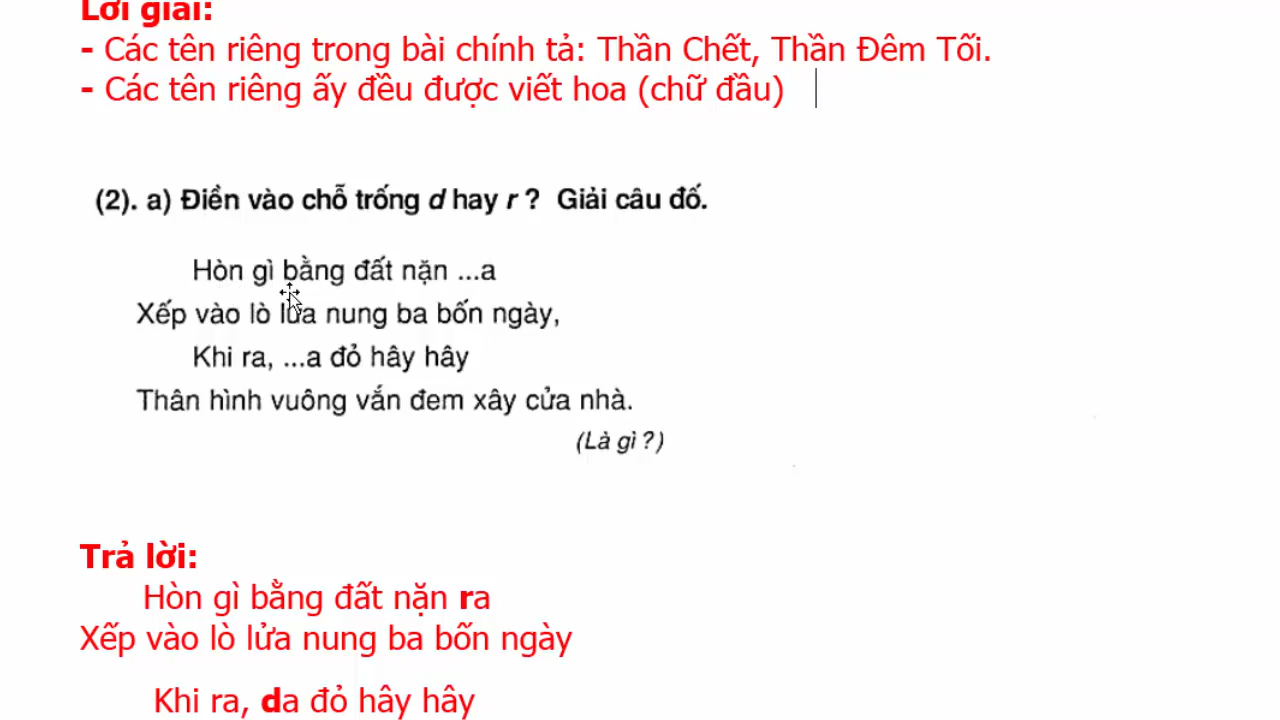 Lời giải:
- Các tên riêng trong bài chính tả: Thần Chết, Thần Đêm Tối.
- Các tên riêng ấy đều được viết hoa (chữ đầu)
(2). a) Điền vào chỗ trống d hay r ? Giải câu đố.
Hòn gì bằng đất nặn ...a
Xếp vào lò lửa nung ba bốn ngày,
Khi ra, ...a đỏ hây hây
Thân hình vuông vắn đem xây cửa nhà.
(Là gì ?)
Trả lời:
Hòn gì bằng đất nặn ra
Xếp vào lò lửa nung ba bốn ngày
Khi ra, da đỏ hây hây